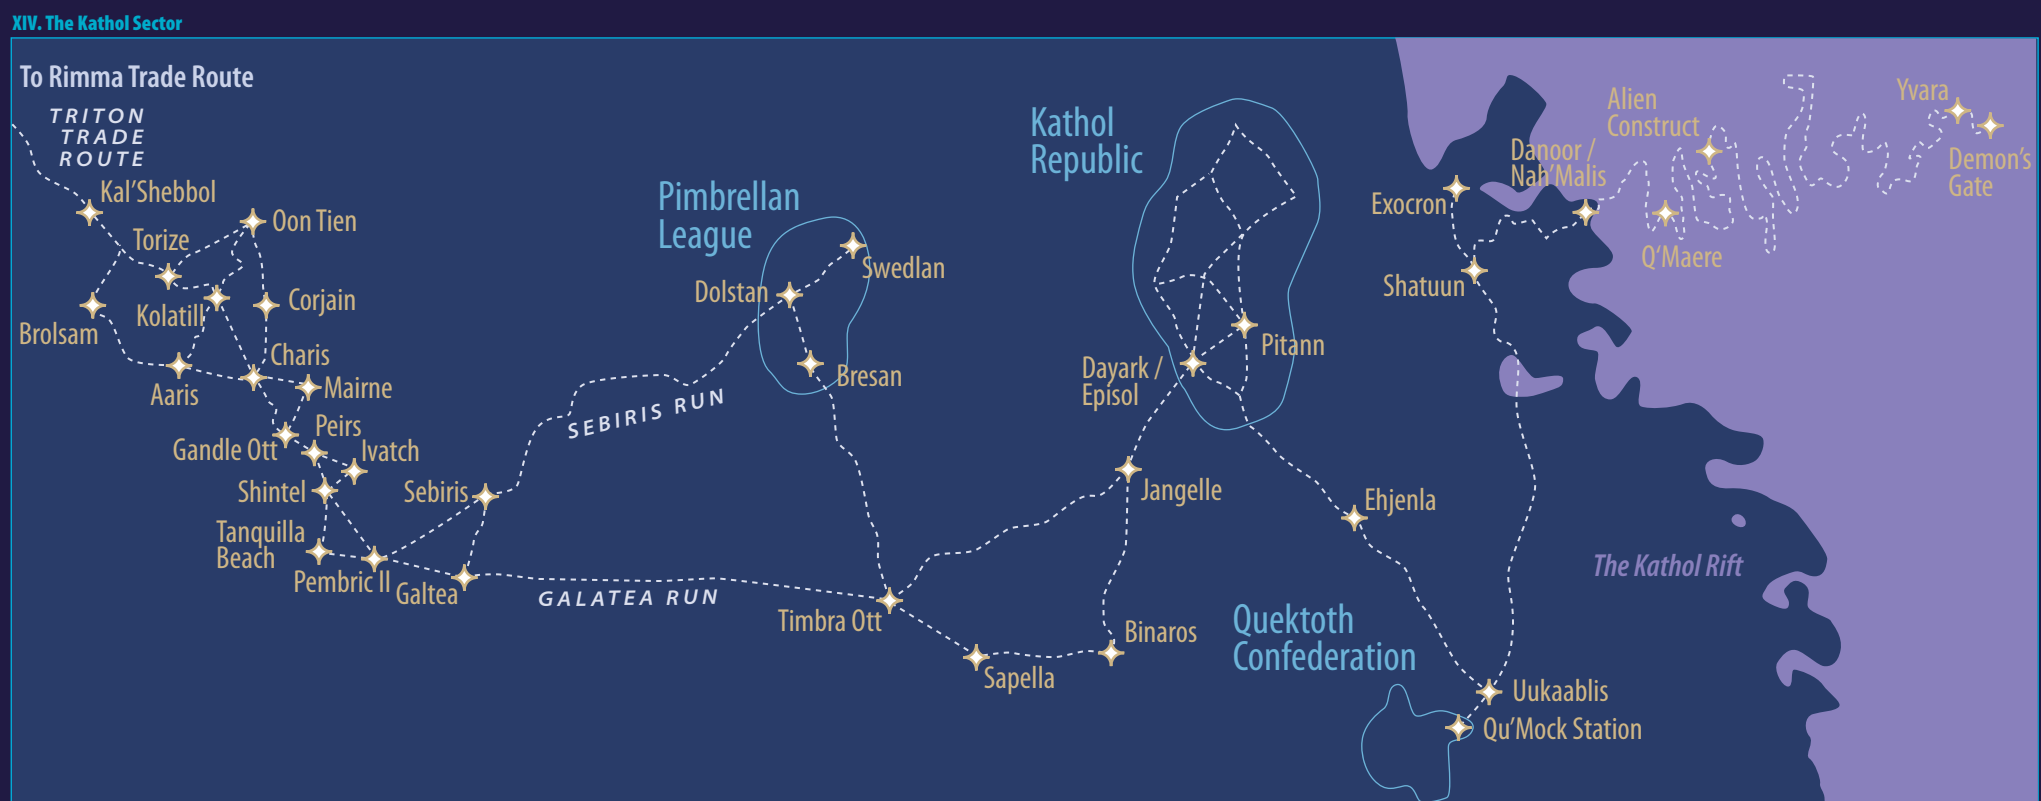 XIV. The Kathol Sector
To Rimma Trade Route
TRITON
TRADE
ROUTE
Kal'Shebbol
Oon Tien
Torize
Kolatill
Corjain
Brolsam
Charis
Aaris
Mairne
Peirs
Gandle Ott
Ivatch
Shintel
Sebiris
Tanquilla
Beach
Pembric II
Galtea
SEBIRIS RUN
GALATEA RUN
Pimbrellan
League
Swedlan
Dolstan
Bresan
Timbra Ott
Sapella
Binaros
Jangelle
Kathol
Republic
Pitann
Dayark /
Episol
Ehjenla
Quektoth
Confederation
Uukaablis
Qu'Mock Station
Exocron
Shatuun
Danoor /
Nah'Malis
Alien
Construct
Q'Maere
Yvara
Demon's
Gate
The Kathol Rift